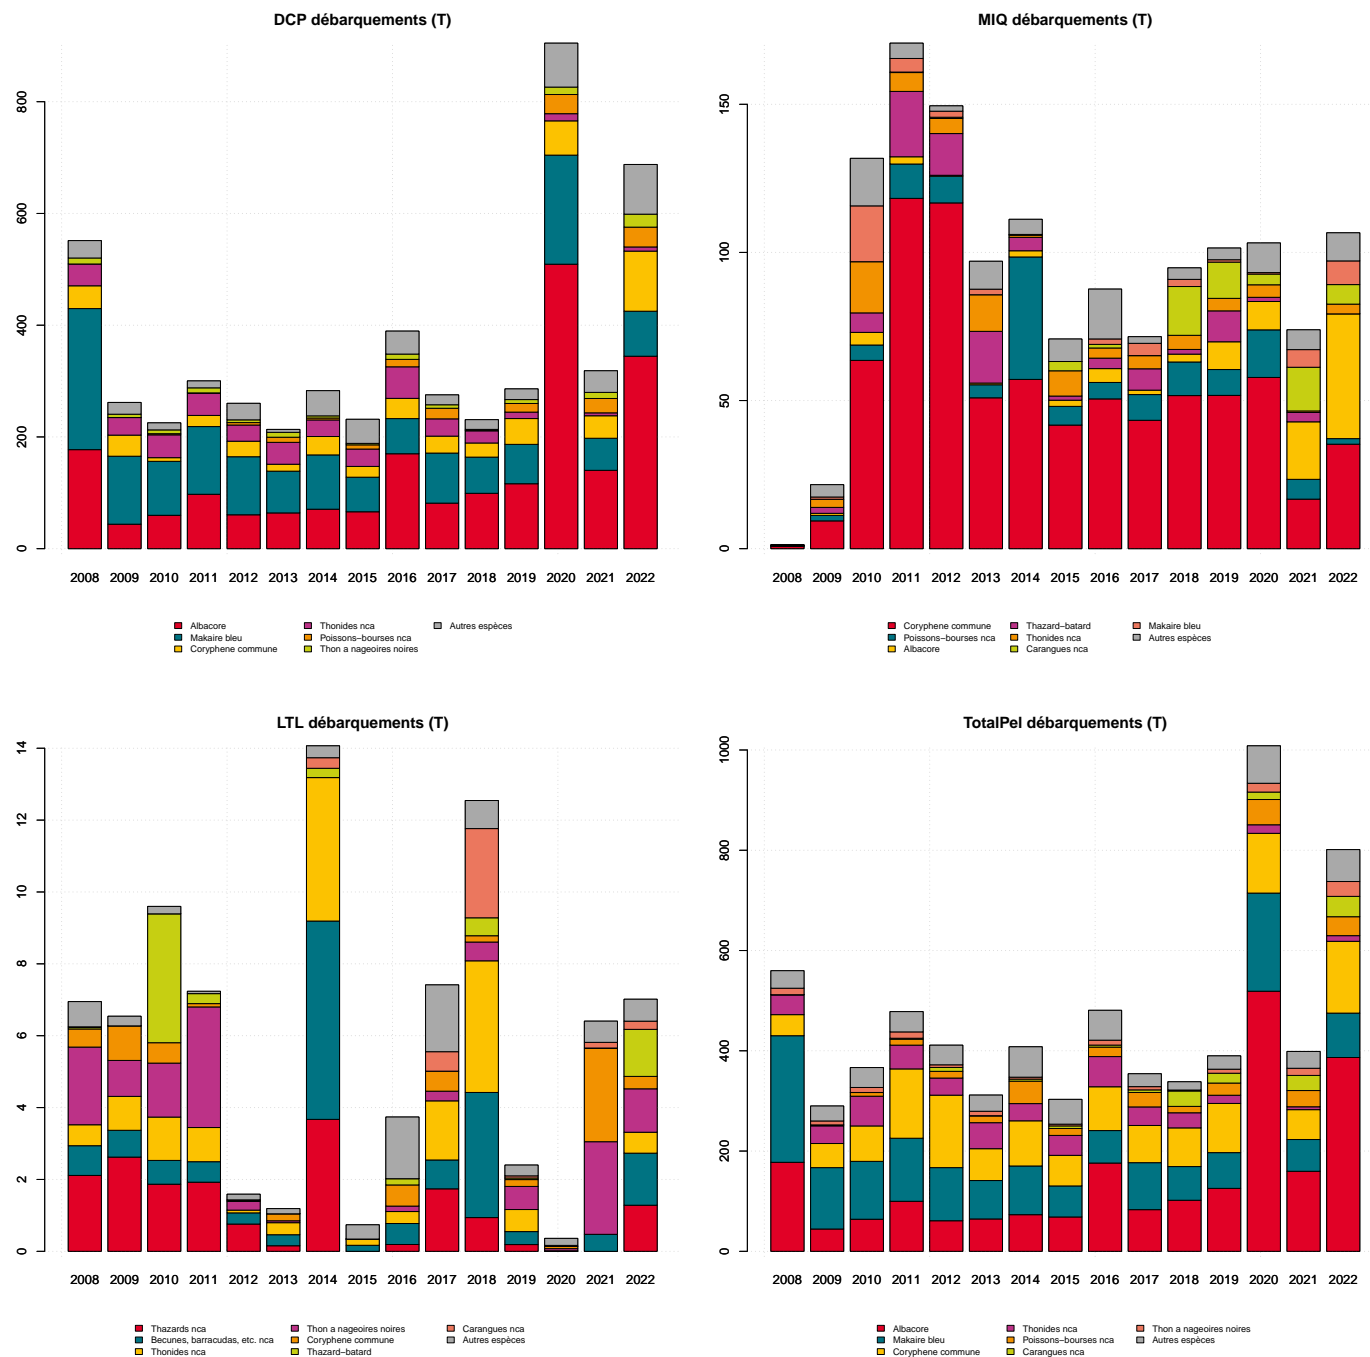 DCP débarquements (T)
800
600
400
200
0
2008 2009 2010 2011 2012 2013 2014 2015 2016 2017 2018 2019 2020 2021 2022
Albacore Thonides nca Autres espèces
Makaire bleu Poissons−bourses nca
Coryphene commune Thon a nageoires noires
MIQ débarquements (T)
150
100
50
0
2008 2009 2010 2011 2012 2013 2014 2015 2016 2017 2018 2019 2020 2021 2022
Coryphene commune Thazard−batard Makaire bleu
Poissons−bourses nca Thonides nca Autres espèces
Albacore Carangues nca
LTL débarquements (T)
14
12
10
8
6
4
2
0
2008 2009 2010 2011 2012 2013 2014 2015 2016 2017 2018 2019 2020 2021 2022
Thazards nca Thon a nageoires noires Carangues nca
Becunes, barracudas, etc. nca Coryphene commune Autres espèces
Thonides nca Thazard−batard
TotalPel débarquements (T)
1000
800
600
400
200
0
2008 2009 2010 2011 2012 2013 2014 2015 2016 2017 2018 2019 2020 2021 2022
Albacore Thonides nca Thon a nageoires noires
Makaire bleu Poissons−bourses nca Autres espèces
Coryphene commune Carangues nca